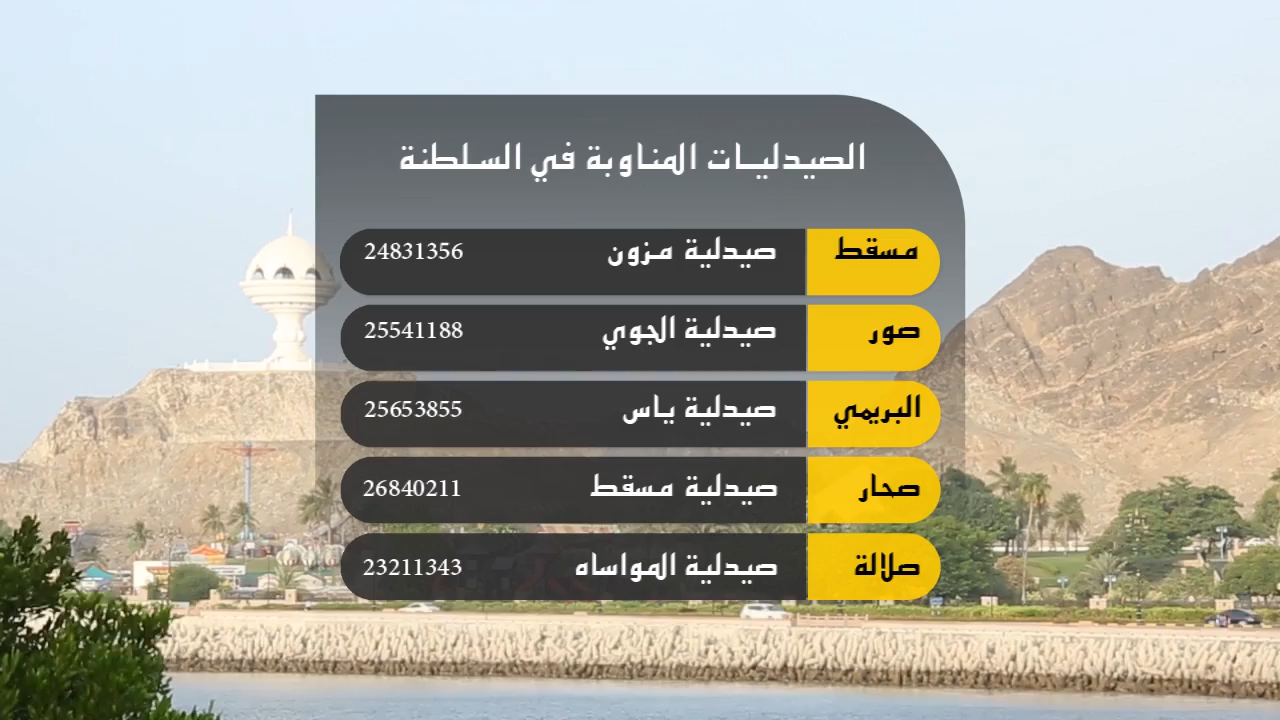 الصيدليات المناوبة في السلطنة
مسقط صيدلية مزون 24831356
صور صيدلية الجوي 25541188
البريمي صيدلية ياس 25653855
صحار صيدلية مسقط 26840211
صلالة صيدلية المواساه 23211343